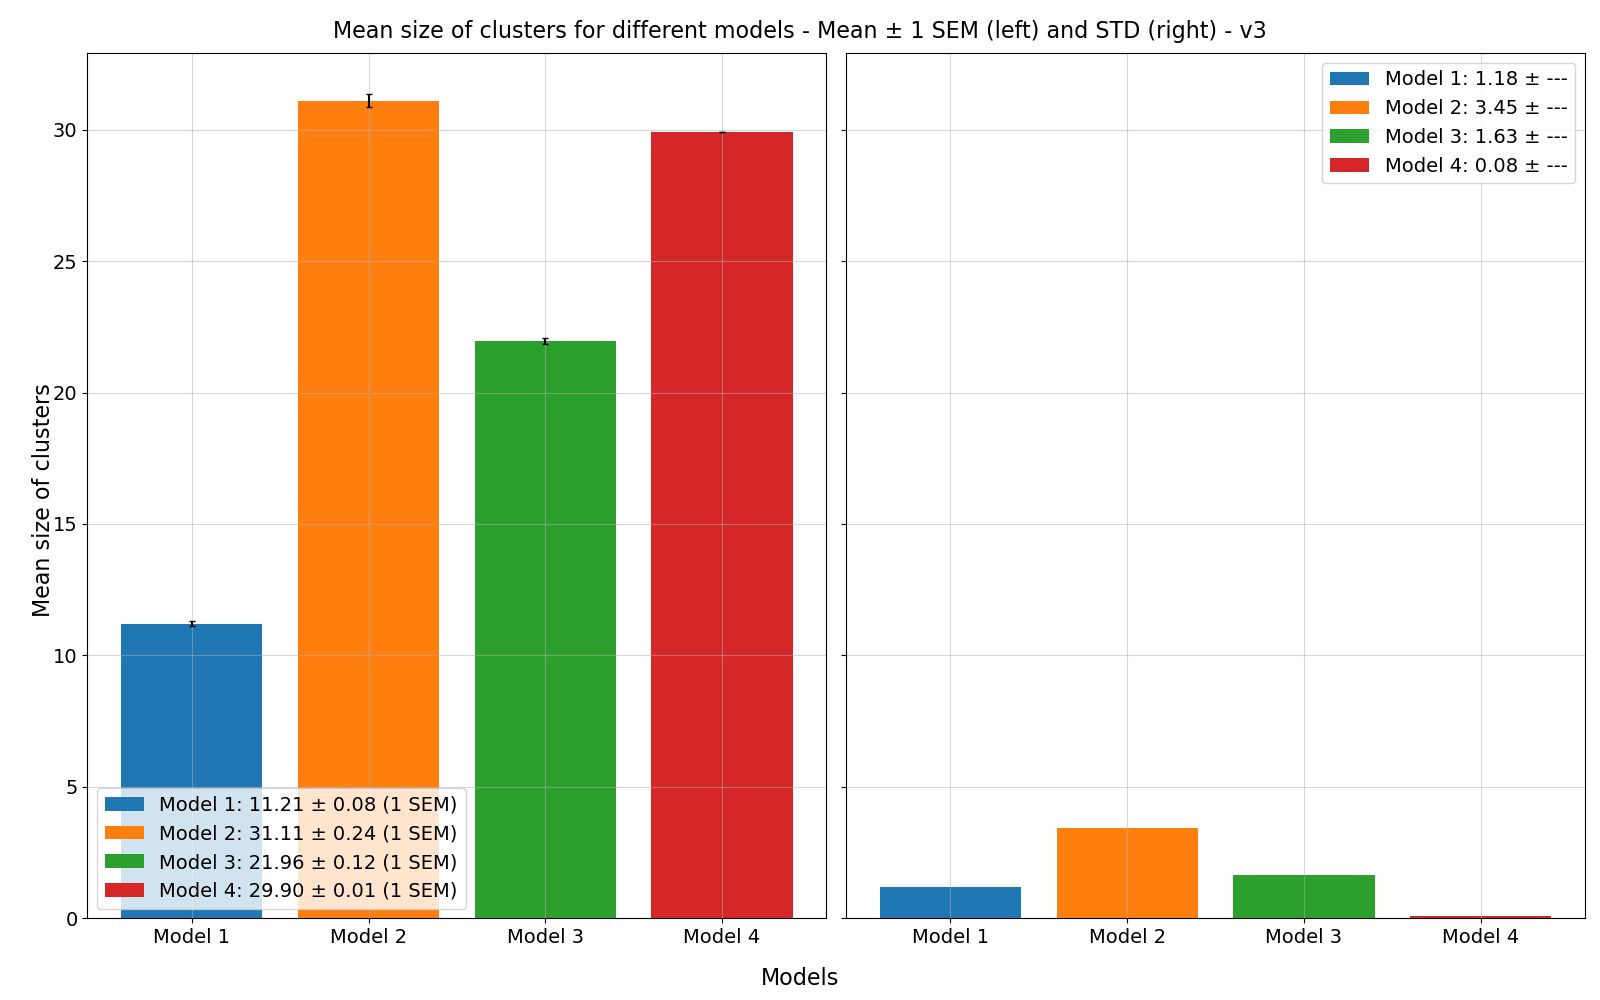 Mean size of clusters for different models - Mean ± 1 SEM (left) and STD (right) - v3
Mean size of clusters
30
25
20
15
10
5
0
Model 1: 11.21 ± 0.08 (1 SEM)
Model 2: 31.11 ± 0.24 (1 SEM)
Model 3: 21.96 ± 0.12 (1 SEM)
Model 4: 29.90 ± 0.01 (1 SEM)
Model 1 Model 2 Model 3 Model 4
Model 1: 1.18 ± ---
Model 2: 3.45 ± ---
Model 3: 1.63 ± ---
Model 4: 0.08 ± ---
Model 1 Model 2 Model 3 Model 4
Models